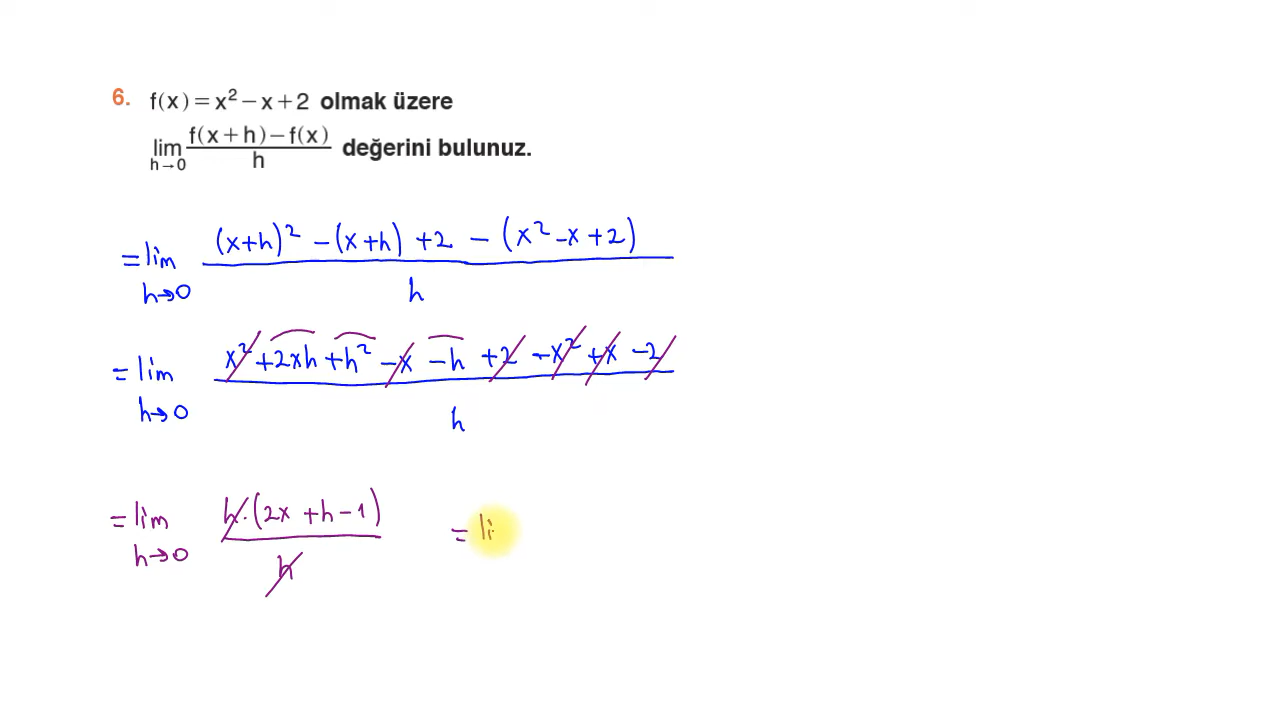 6. f(x) = x² − x + 2 olmak üzere
lim h→0 f(x + h) − f(x) / h değerini bulunuz.
= lim h→0 (x+h)² − (x+h) + 2 − (x² − x + 2) / h
= lim h→0 x² + 2xh + h² − x − h + 2 − x² + x − 2 / h
= lim h→0 h·(2x + h − 1) / h = li